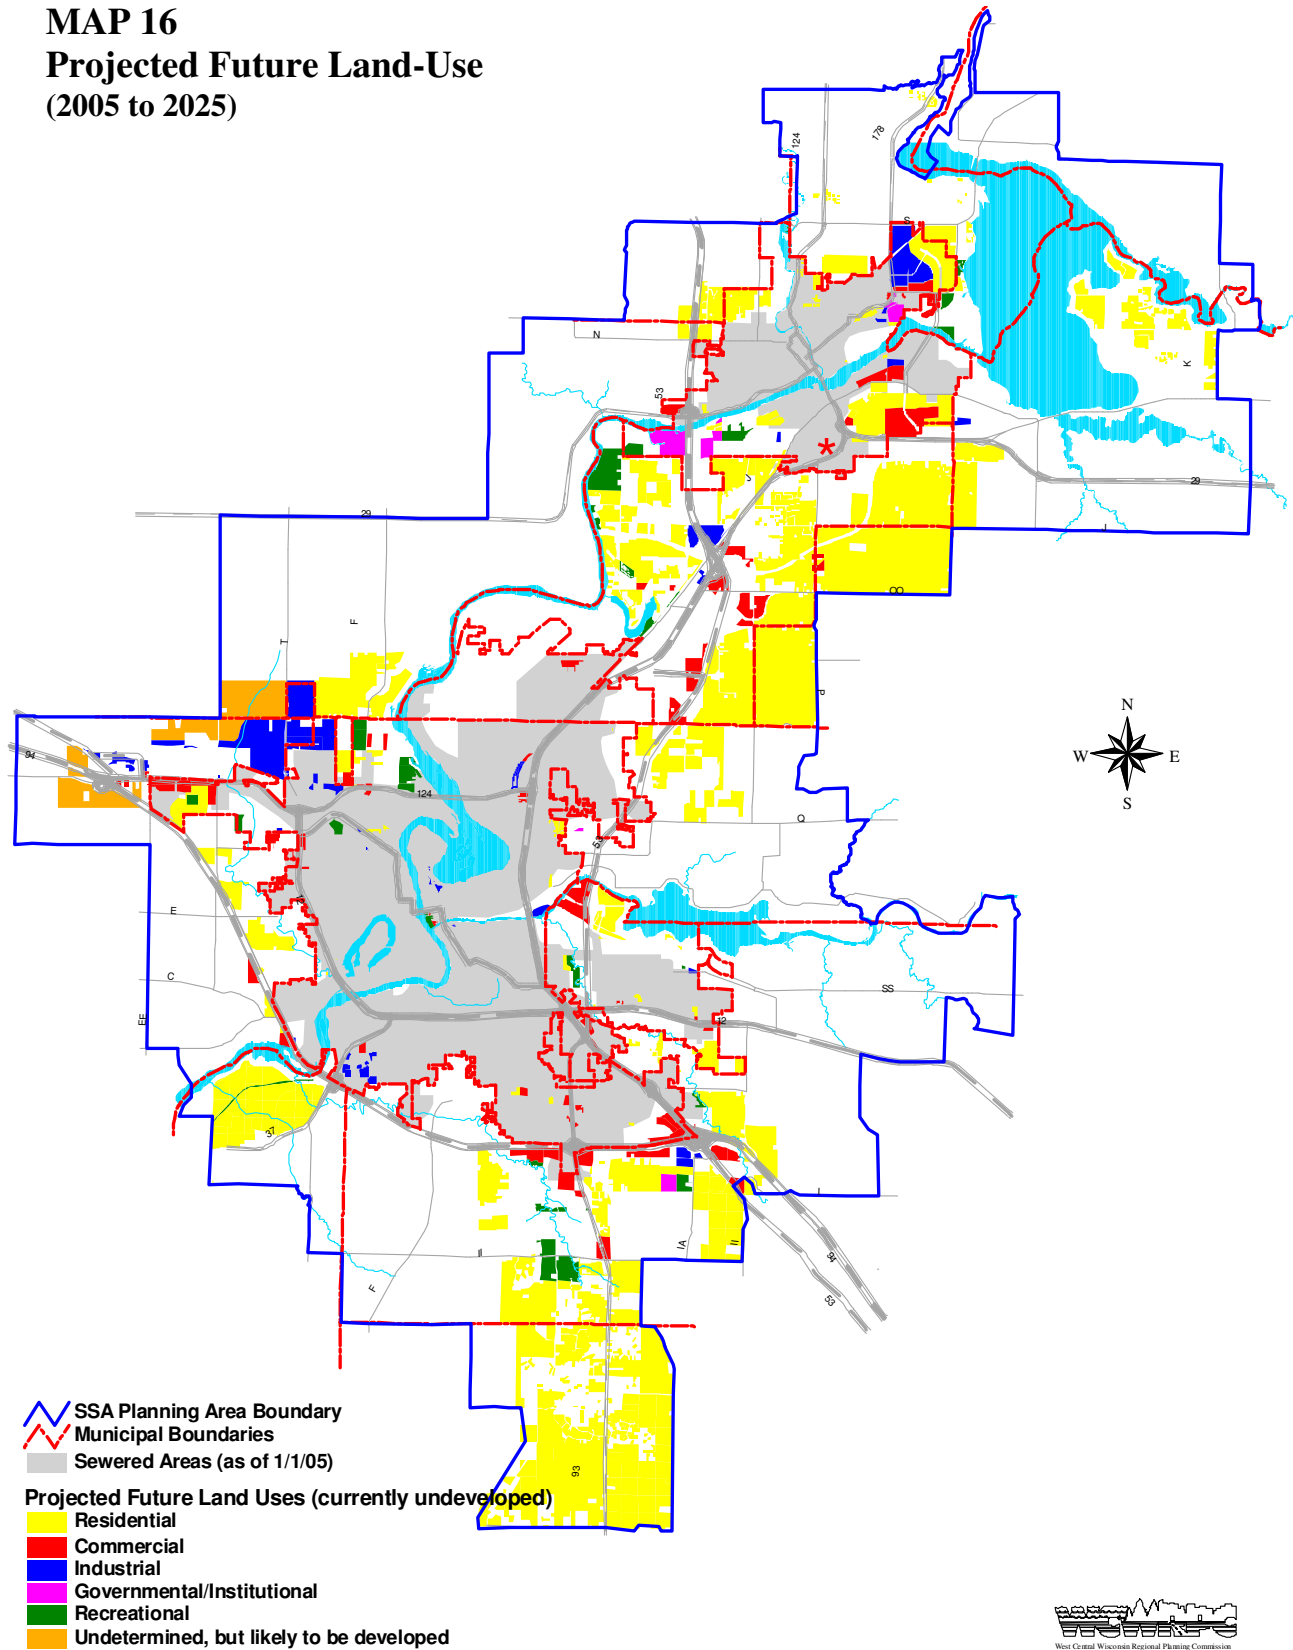 MAP 16
Projected Future Land-Use
(2005 to 2025)
124
178
S
N
53
K
J
29
29
J
OO
T
F
P
94
124
Q
53
12
E
C
SS
EE
12
37
I
II
IA
II
94
F
53
93
N
W E
S
SSA Planning Area Boundary
Municipal Boundaries
Sewered Areas (as of 1/1/05)
Projected Future Land Uses (currently undeveloped)
Residential
Commercial
Industrial
Governmental/Institutional
Recreational
Undetermined, but likely to be developed
West Central Wisconsin Regional Planning Commission